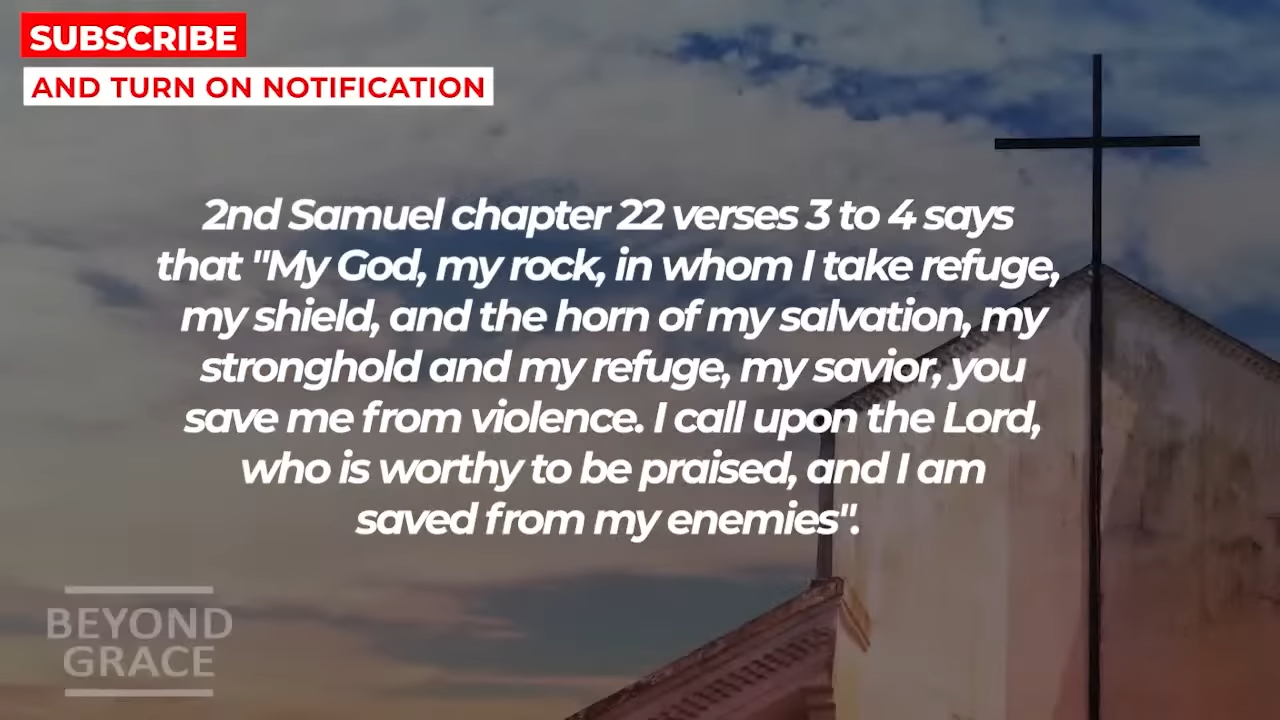 SUBSCRIBE
AND TURN ON NOTIFICATION
2nd Samuel chapter 22 verses 3 to 4 says
that "My God, my rock, in whom I take refuge,
my shield, and the horn of my salvation, my
stronghold and my refuge, my savior, you
save me from violence. I call upon the Lord,
who is worthy to be praised, and I am
saved from my enemies".
BEYOND
GRACE